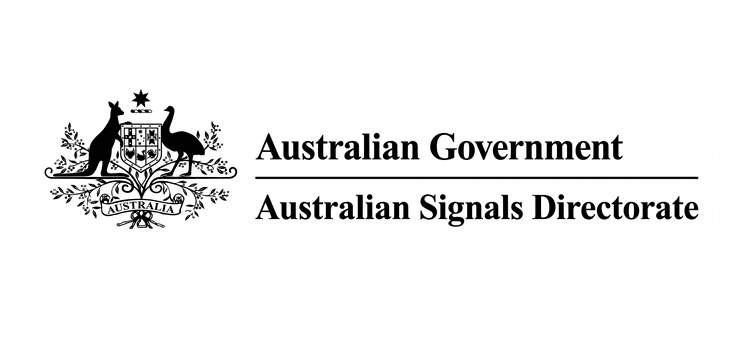 AUSTRALIA
Australian Government
Australian Signals Directorate